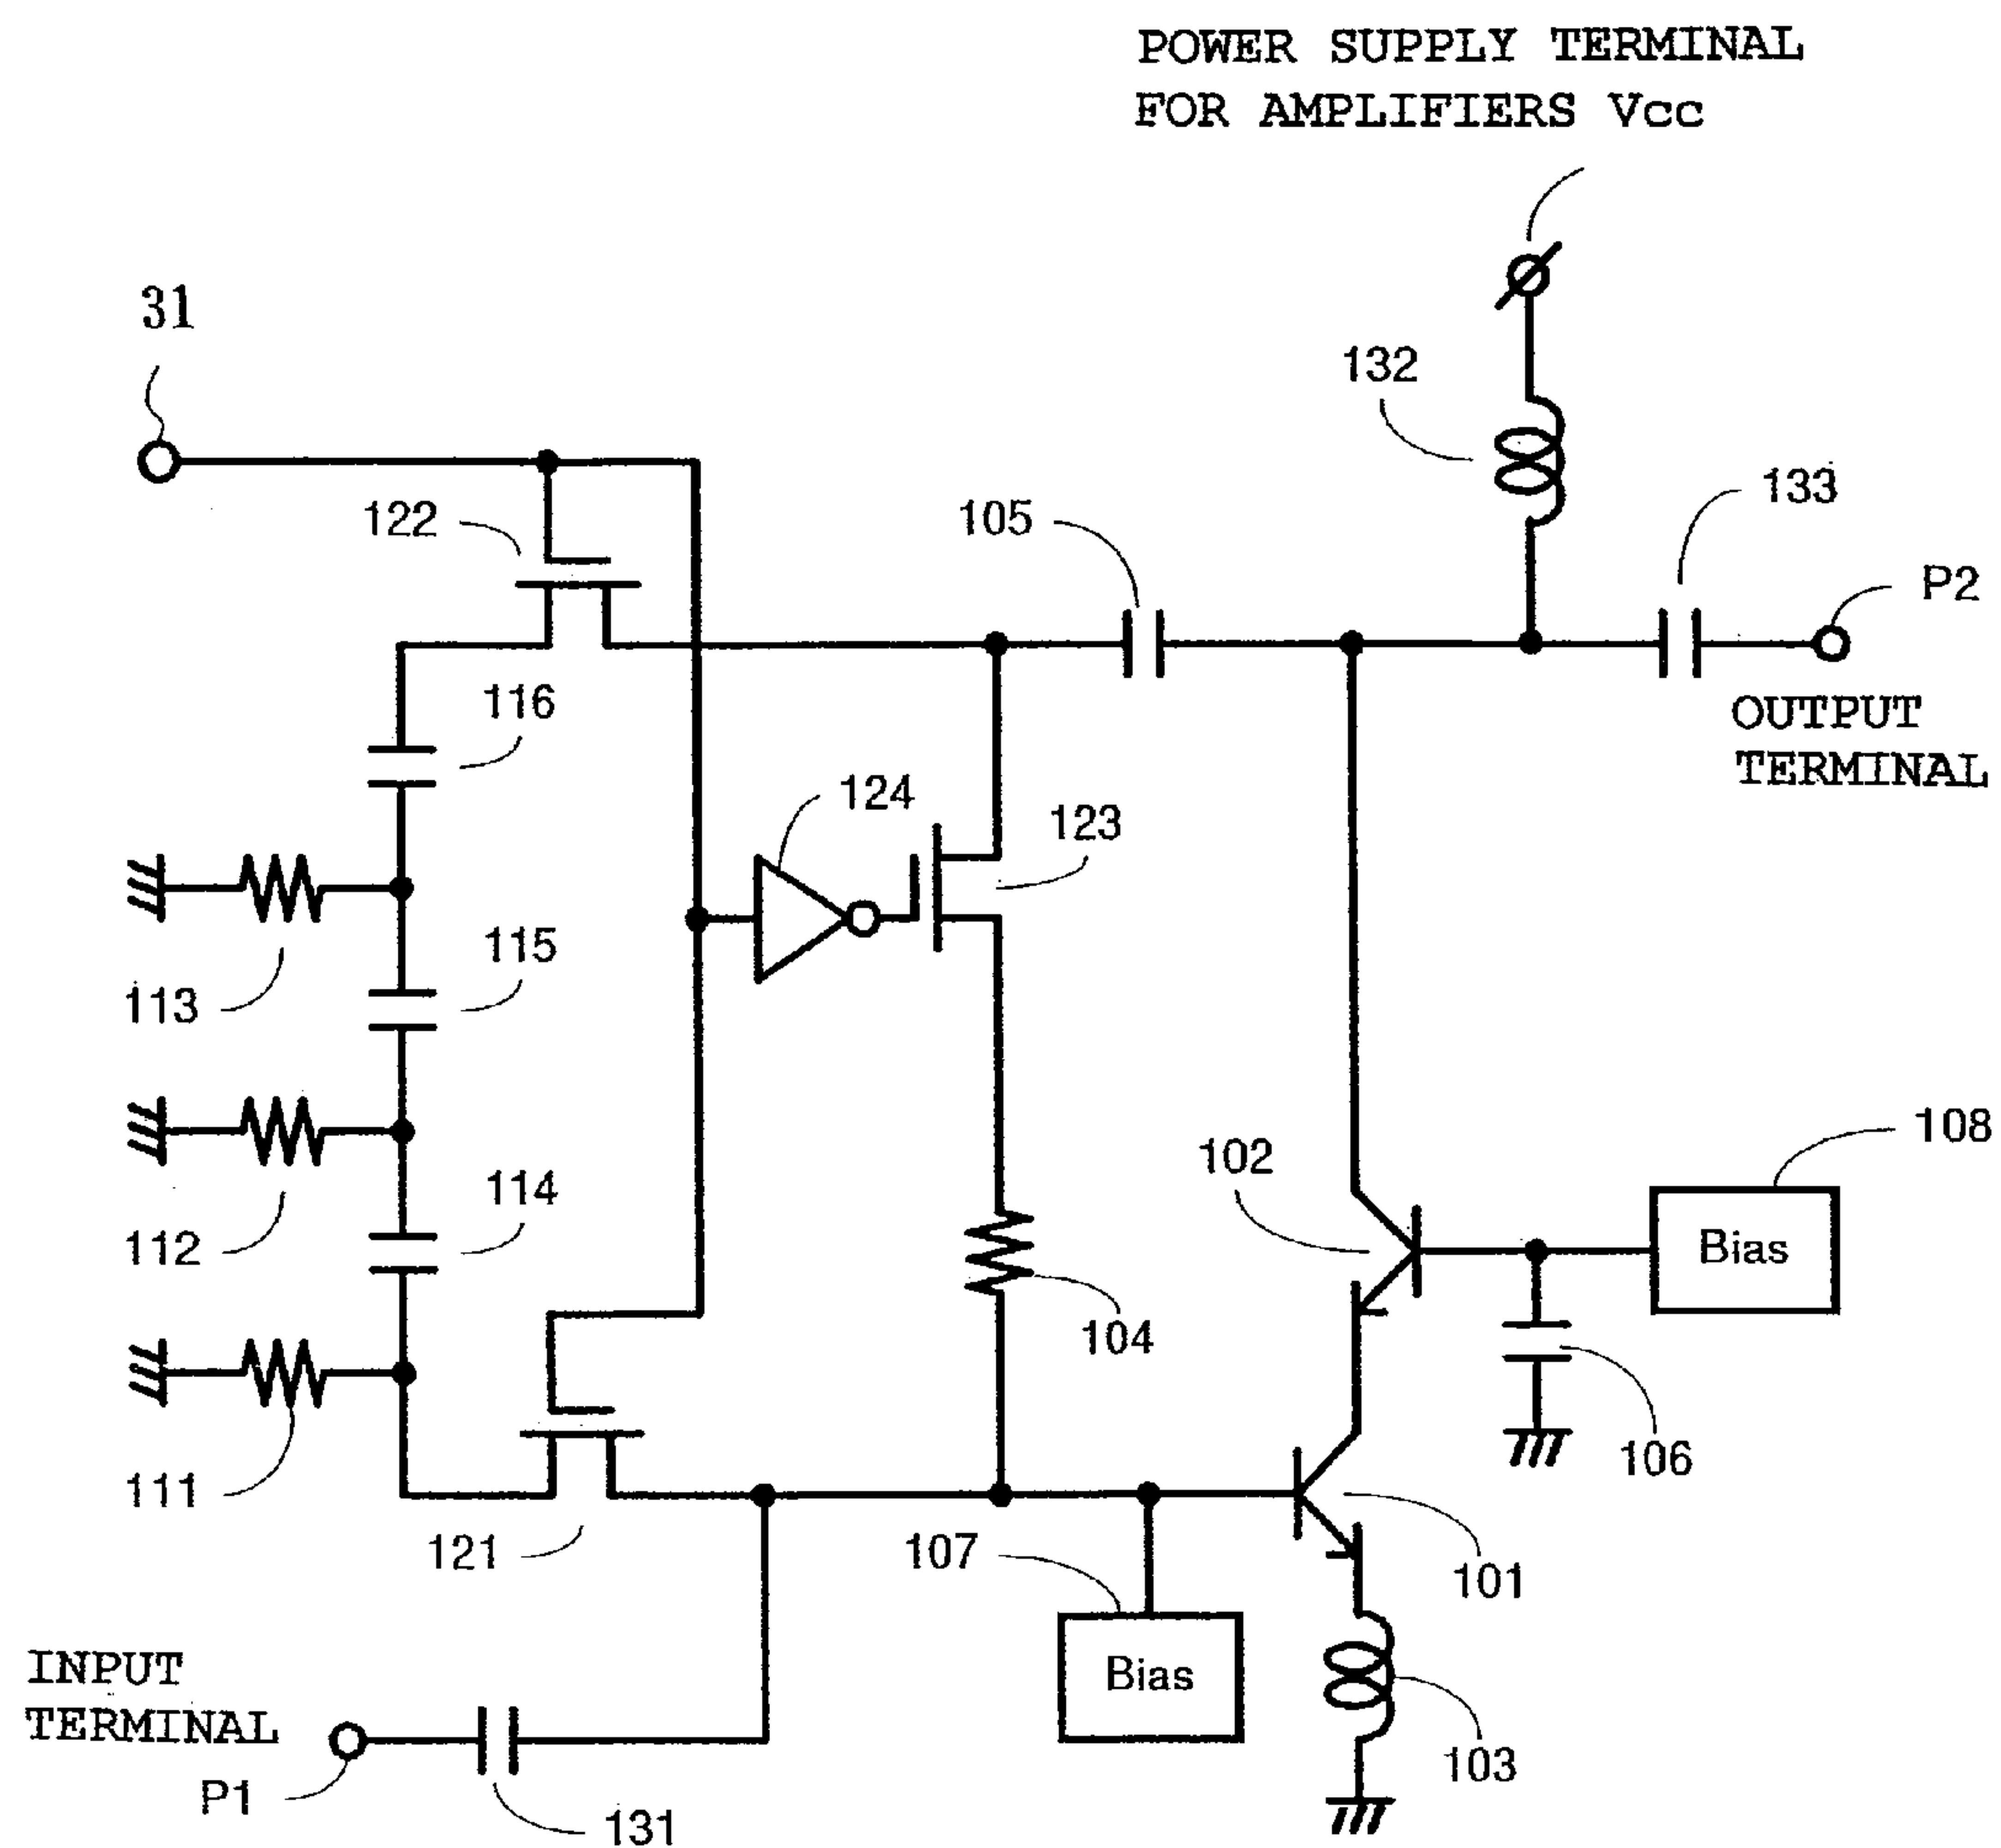 POWER SUPPLY TERMINAL
FOR AMPLIFIERS Vcc
31
132
133
122
105
P2
116
OUTPUT
TERMINAL
124
123
115
113
108
102
114
Bias
112
104
106
111
121
107
101
INPUT
TERMINAL
Bias
103
P1
131